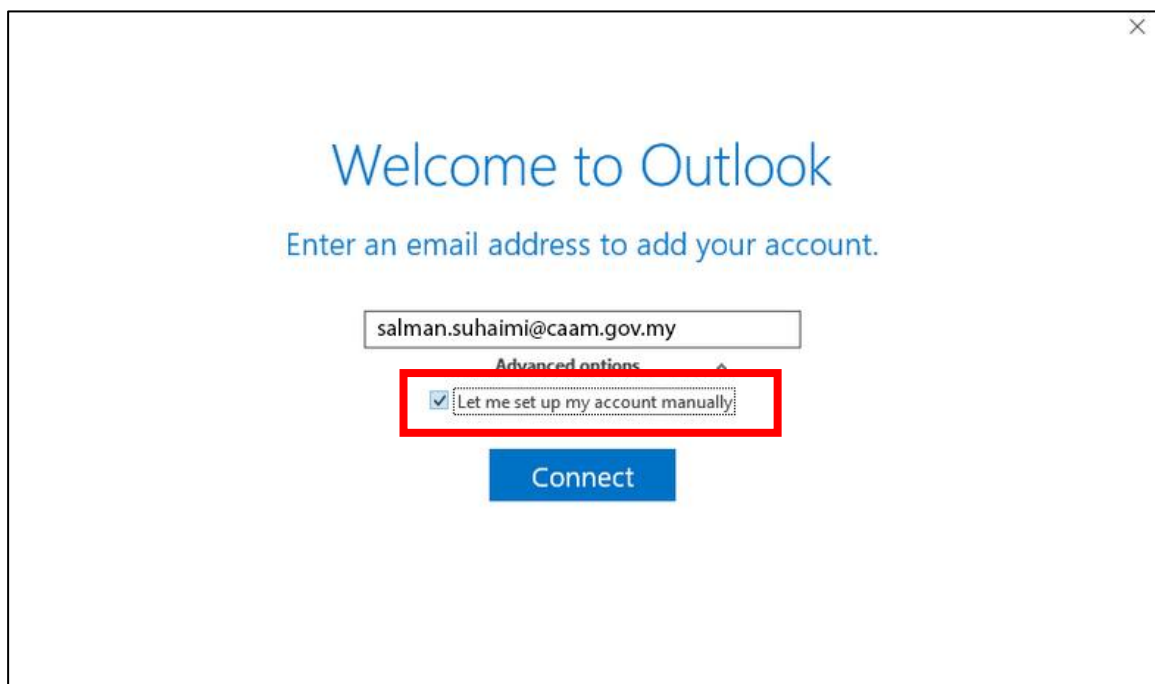 Welcome to Outlook
Enter an email address to add your account.
salman.suhaimi@caam.gov.my
Advanced options
Let me set up my account manually
Connect